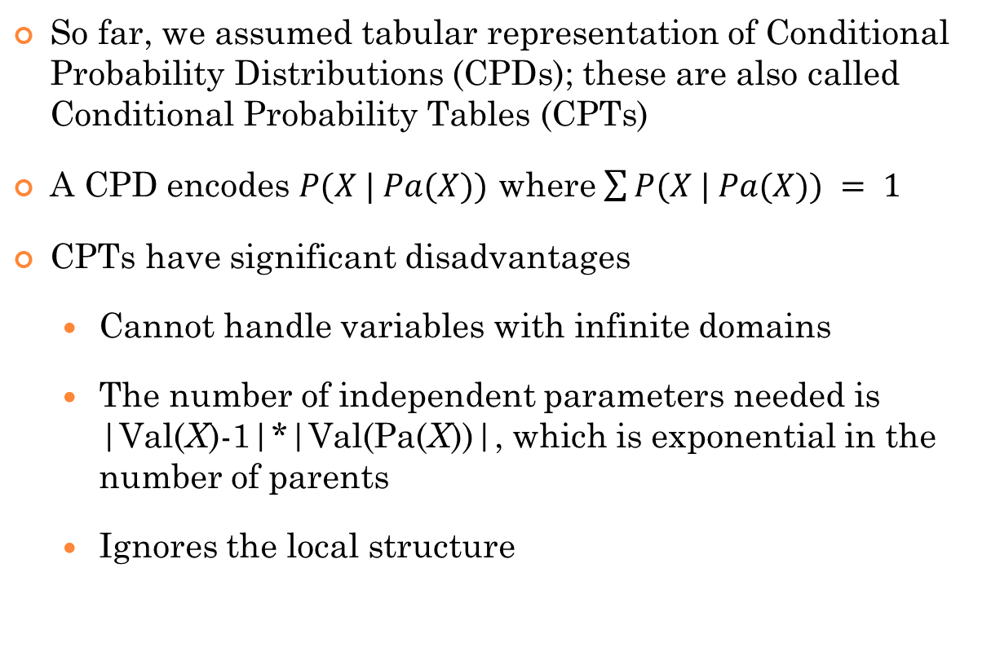 So far, we assumed tabular representation of Conditional
Probability Distributions (CPDs); these are also called
Conditional Probability Tables (CPTs)
A CPD encodes P(X | Pa(X)) where ∑ P(X | Pa(X)) = 1
CPTs have significant disadvantages
Cannot handle variables with infinite domains
The number of independent parameters needed is
|Val(X)-1|*|Val(Pa(X))|, which is exponential in the
number of parents
Ignores the local structure